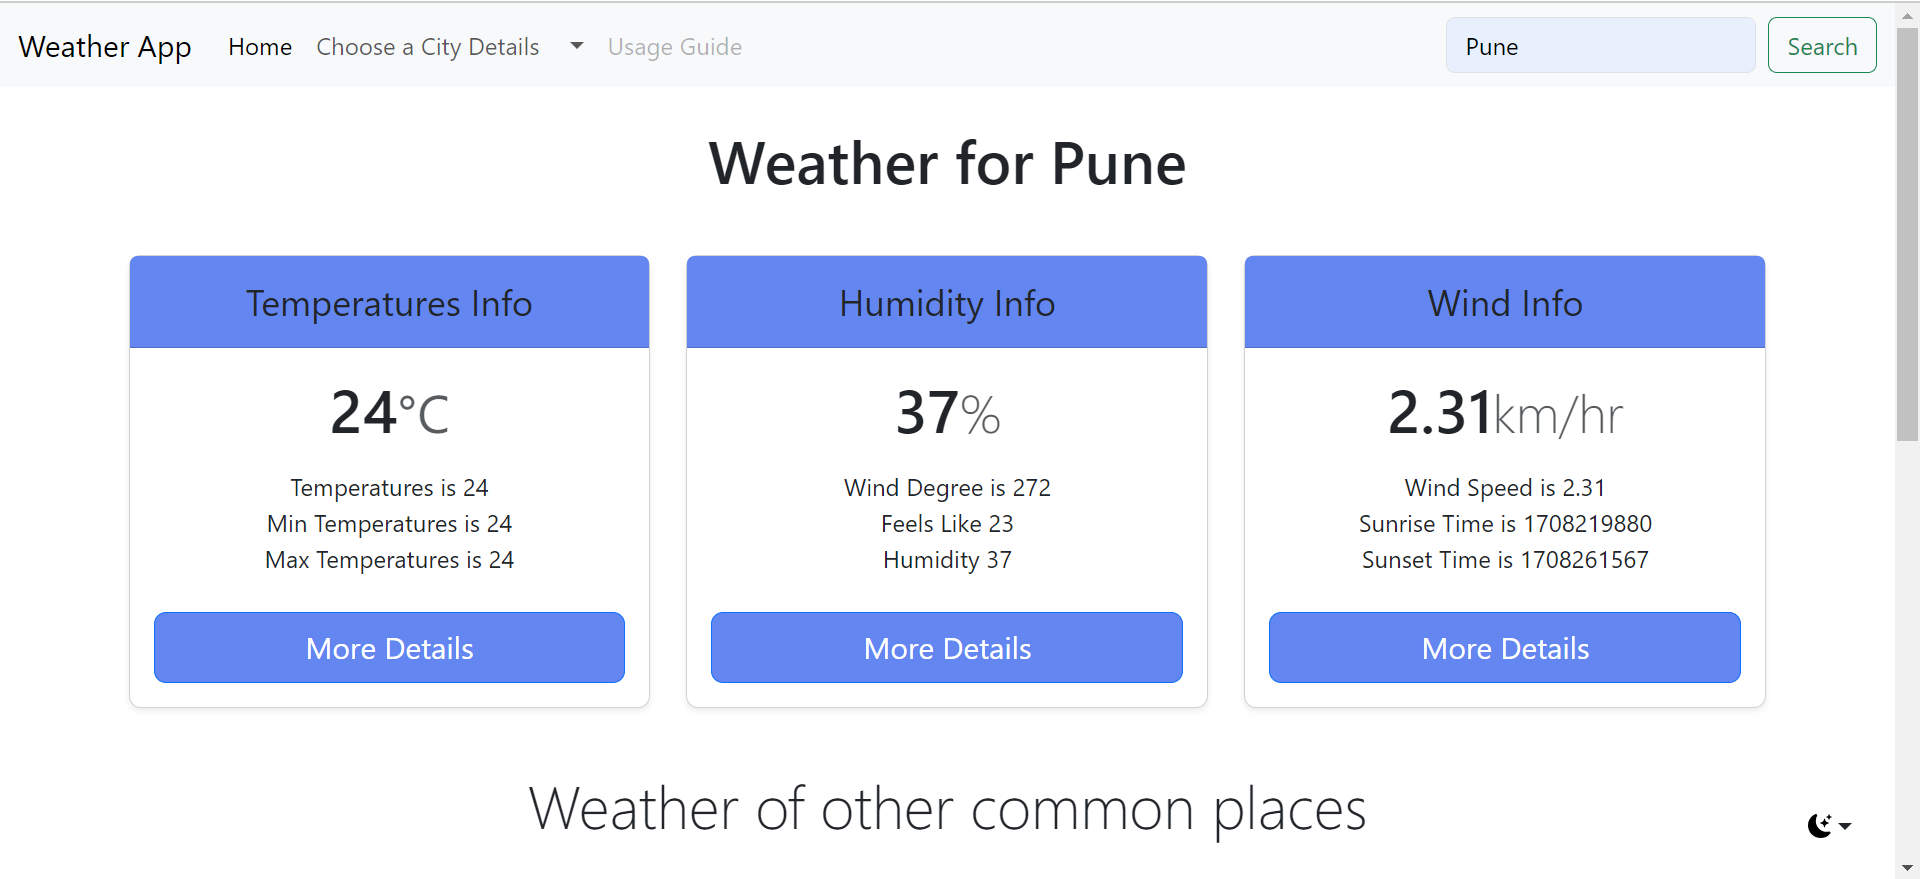 Weather App Home Choose a City Details Usage Guide Pune Search
Weather for Pune
Temperatures Info
24°C
Temperatures is 24
Min Temperatures is 24
Max Temperatures is 24
More Details
Humidity Info
37%
Wind Degree is 272
Feels Like 23
Humidity 37
More Details
Wind Info
2.31km/hr
Wind Speed is 2.31
Sunrise Time is 1708219880
Sunset Time is 1708261567
More Details
Weather of other common places